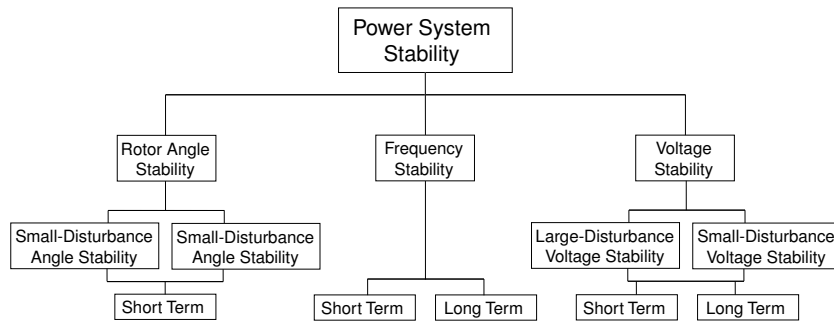 Power System
Stability
Rotor Angle
Stability
Frequency
Stability
Voltage
Stability
Small-Disturbance
Angle Stability
Small-Disturbance
Angle Stability
Large-Disturbance
Voltage Stability
Small-Disturbance
Voltage Stability
Short Term
Short Term
Long Term
Short Term
Long Term